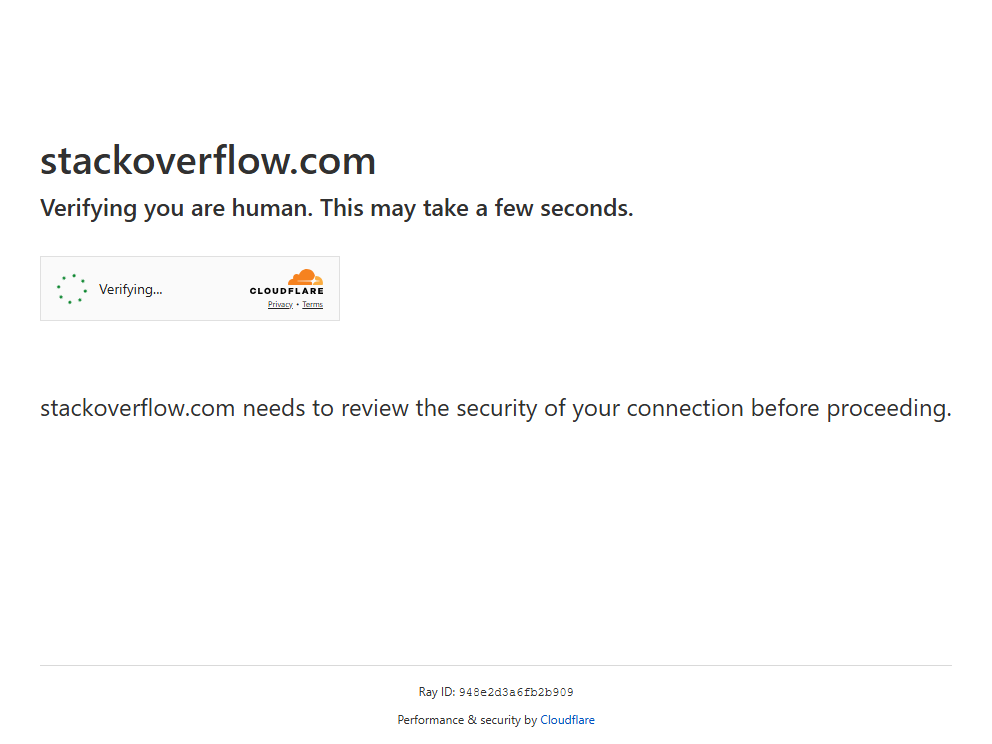 stackoverflow.com
Verifying you are human. This may take a few seconds.
Verifying...
CLOUDFLARE
Privacy • Terms
stackoverflow.com needs to review the security of your connection before proceeding.
Ray ID: 948e2d3a6fb2b909
Performance & security by Cloudflare